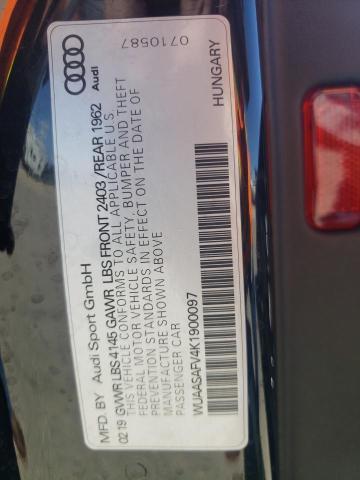 MFD. BY Audi Sport GmbH
02 19 GVWR LBS 4145 GAWR LBS FRONT 2403 / REAR 1962
THIS VEHICLE CONFORMS TO ALL APPLICABLE U.S.
FEDERAL MOTOR VEHICLE SAFETY, BUMPER AND THEFT
PREVENTION STANDARDS IN EFFECT ON THE DATE OF
MANUFACTURE SHOWN ABOVE
PASSENGER CAR
WUAASAFV4K1900097
HUNGARY
Audi
0710587